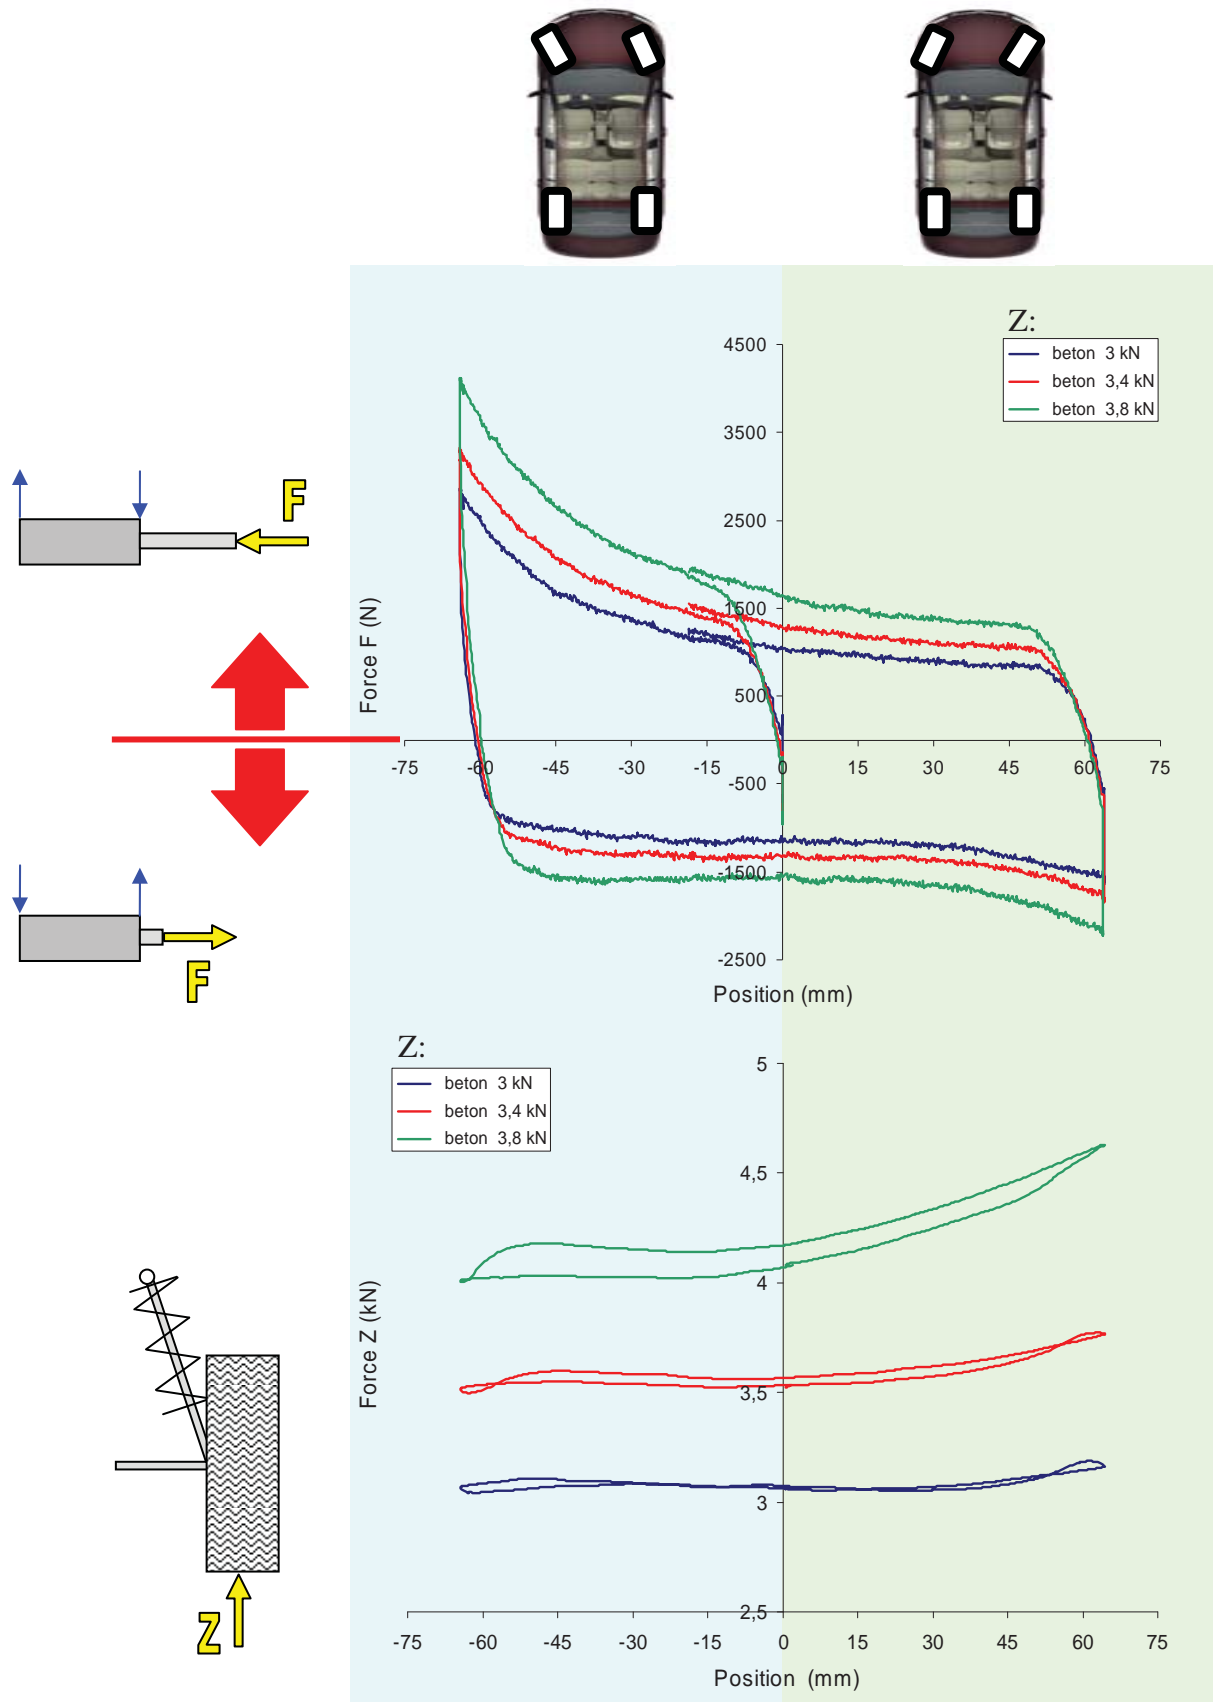 Z:
beton 3 kN
beton 3,4 kN
beton 3,8 kN
4500
3500
2500
1500
500
-500
-1500
-2500
Force F (N)
-75 -60 -45 -30 -15 0 15 30 45 60 75
Position (mm)
F
F
Z:
beton 3 kN
beton 3,4 kN
beton 3,8 kN
5
4,5
4
3,5
3
2,5
Force Z (kN)
-75 -60 -45 -30 -15 0 15 30 45 60 75
Position (mm)
Z